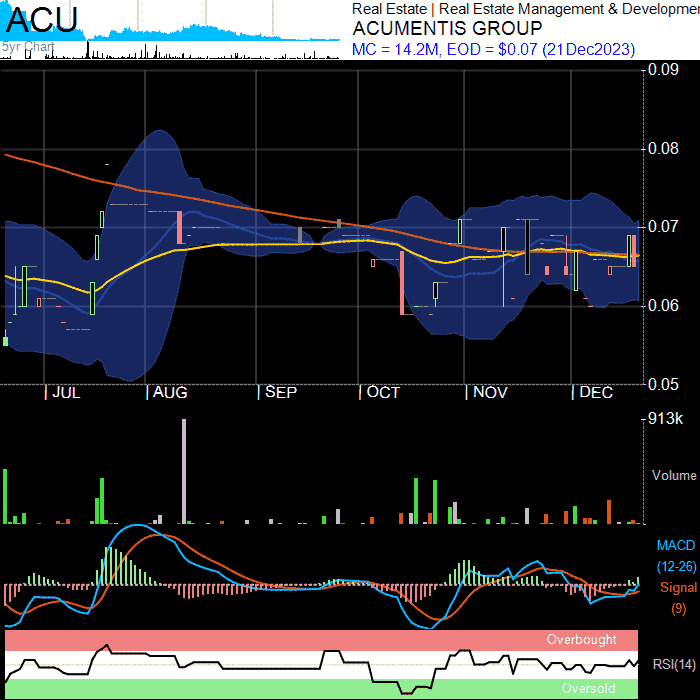 ACU
5yr Chart
Real Estate | Real Estate Management & Developmen
ACUMENTIS GROUP
MC = 14.2M, EOD = $0.07 (21Dec2023)
0.09
0.08
0.07
0.06
0.05
JUL
AUG
SEP
OCT
NOV
DEC
913k
Volume
MACD
(12-26)
Signal
(9)
Overbought
RSI(14)
Oversold